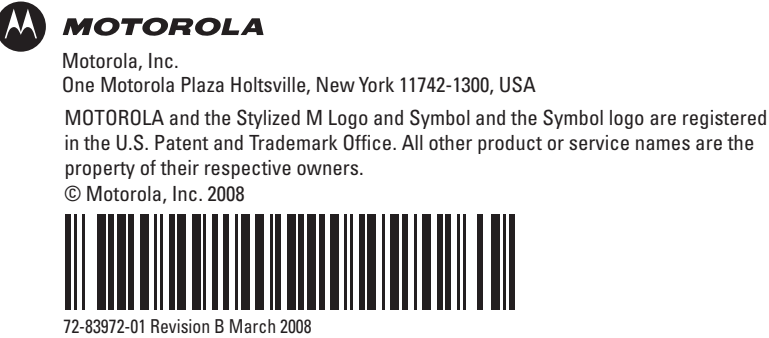 MOTOROLA
Motorola, Inc.
One Motorola Plaza Holtsville, New York 11742-1300, USA
MOTOROLA and the Stylized M Logo and Symbol and the Symbol logo are registered
in the U.S. Patent and Trademark Office. All other product or service names are the
property of their respective owners.
© Motorola, Inc. 2008
72-83972-01 Revision B March 2008